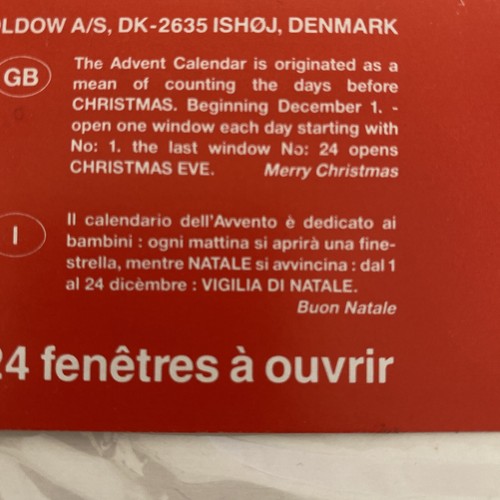 OLDOW A/S, DK-2635 ISHØJ, DENMARK
GB
The Advent Calendar is originated as a
mean of counting the days before
CHRISTMAS. Beginning December 1. -
open one window each day starting with
No: 1. the last window No: 24 opens
CHRISTMAS EVE. Merry Christmas
I
Il calendario dell'Avvento è dedicato ai
bambini : ogni mattina si aprirà una fine-
strella, mentre NATALE si avvincina : dal 1
al 24 dicèmbre : VIGILIA DI NATALE.
Buon Natale
24 fenêtres à ouvrir